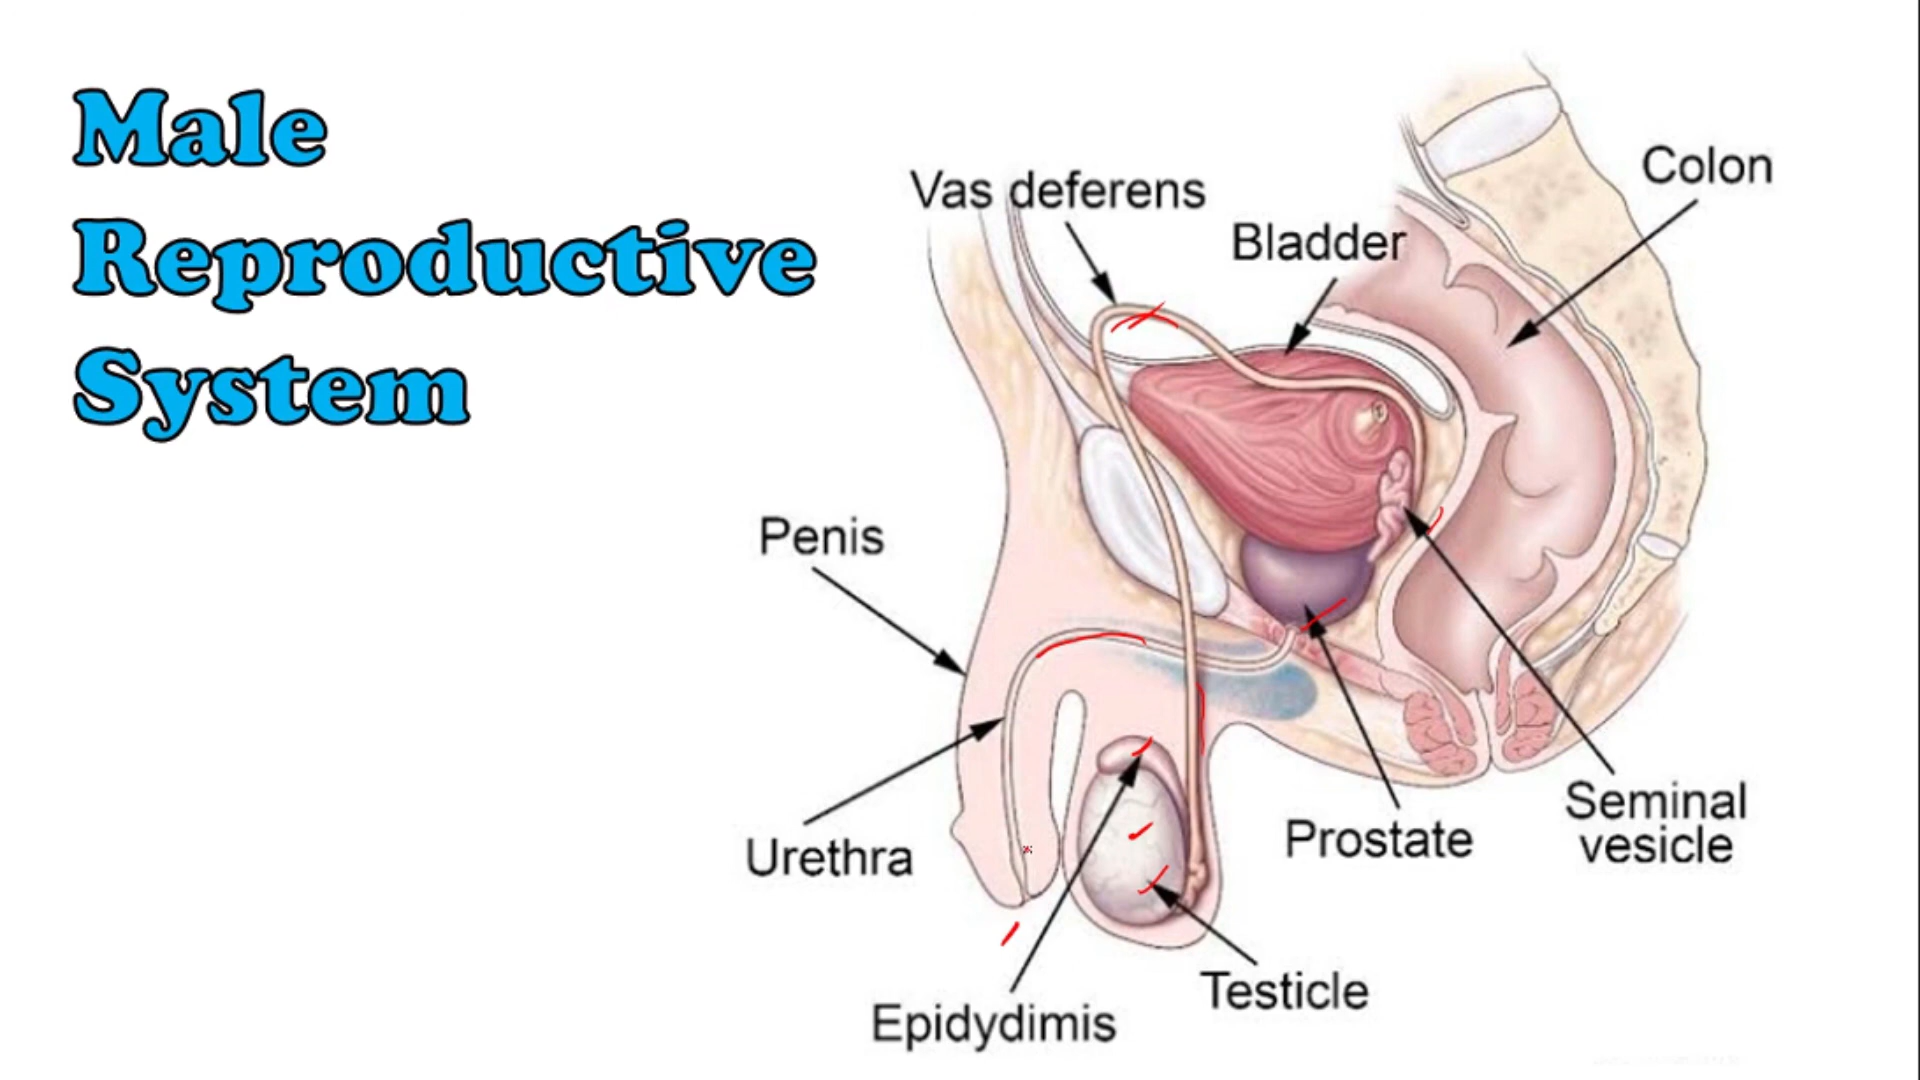 Male
Reproductive
System
Vas deferens
Bladder
Colon
Penis
Urethra
Epidydimis
Testicle
Prostate
Seminal
vesicle